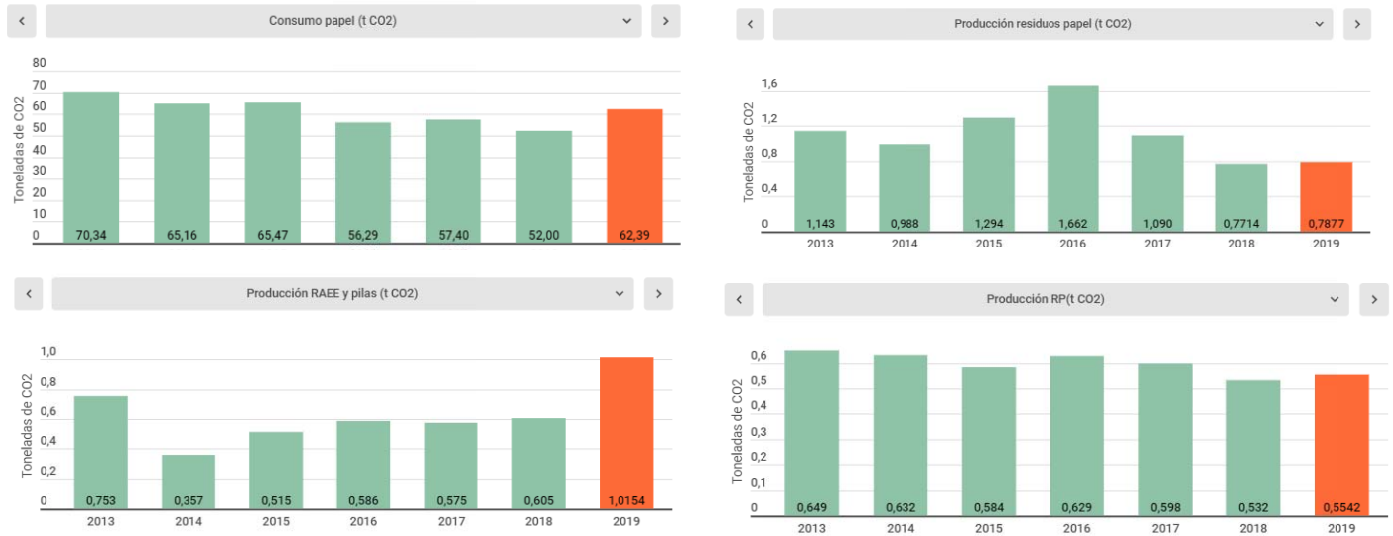 Consumo papel (t CO2)
Toneladas de CO2
80
70
60
50
40
30
20
10
0
70,34 65,16 65,47 56,29 57,40 52,00 62,39
Producción residuos papel (t CO2)
Toneladas de CO2
1,6
1,2
0,8
0,4
0
1,143 0,988 1,294 1,662 1,090 0,7714 0,7877
2013 2014 2015 2016 2017 2018 2019
Producción RAEE y pilas (t CO2)
Toneladas de CO2
1,0
0,8
0,6
0,4
0,2
0
0,753 0,357 0,515 0,586 0,575 0,605 1,0154
2013 2014 2015 2016 2017 2018 2019
Producción RP(t CO2)
Toneladas de CO2
0,6
0,5
0,4
0,3
0,2
0,1
0
0,649 0,632 0,584 0,629 0,598 0,532 0,5542
2013 2014 2015 2016 2017 2018 2019